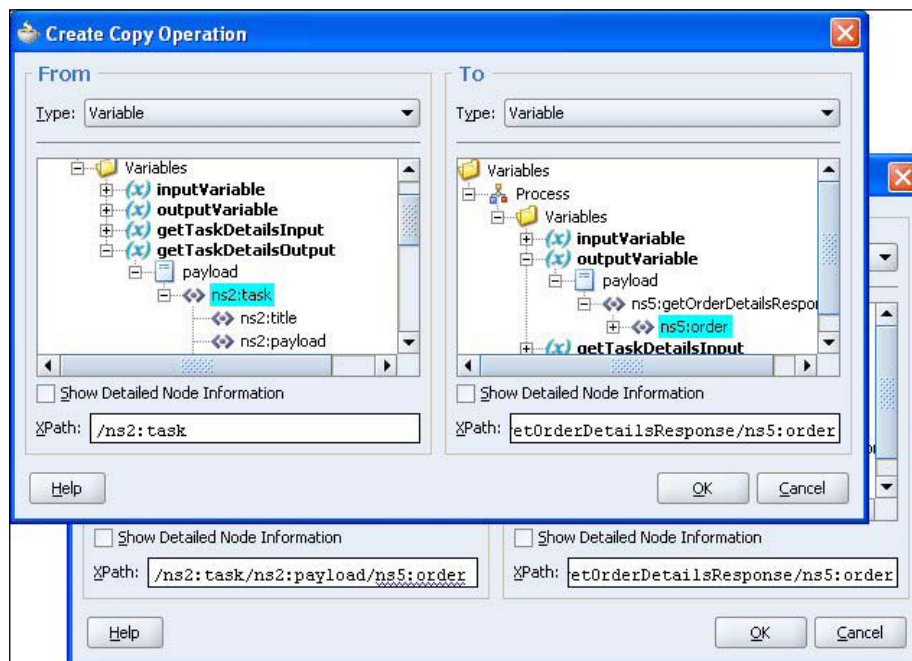 Create Copy Operation
From
Type: Variable
Variables
(x) inputVariable
(x) outputVariable
(x) getTaskDetailsInput
(x) getTaskDetailsOutput
payload
ns2:task
ns2:title
ns2:payload
Show Detailed Node Information
XPath: /ns2:task
To
Type: Variable
Variables
Process
Variables
(x) inputVariable
(x) outputVariable
payload
ns5:getOrderDetailsRespo
ns5:order
(x) getTaskDetailsInput
Show Detailed Node Information
XPath: etOrderDetailsResponse/ns5:order
Help
OK
Cancel
Show Detailed Node Information
XPath: /ns2:task/ns2:payload/ns5:order
Show Detailed Node Information
XPath: etOrderDetailsResponse/ns5:order
Help
OK
Cancel